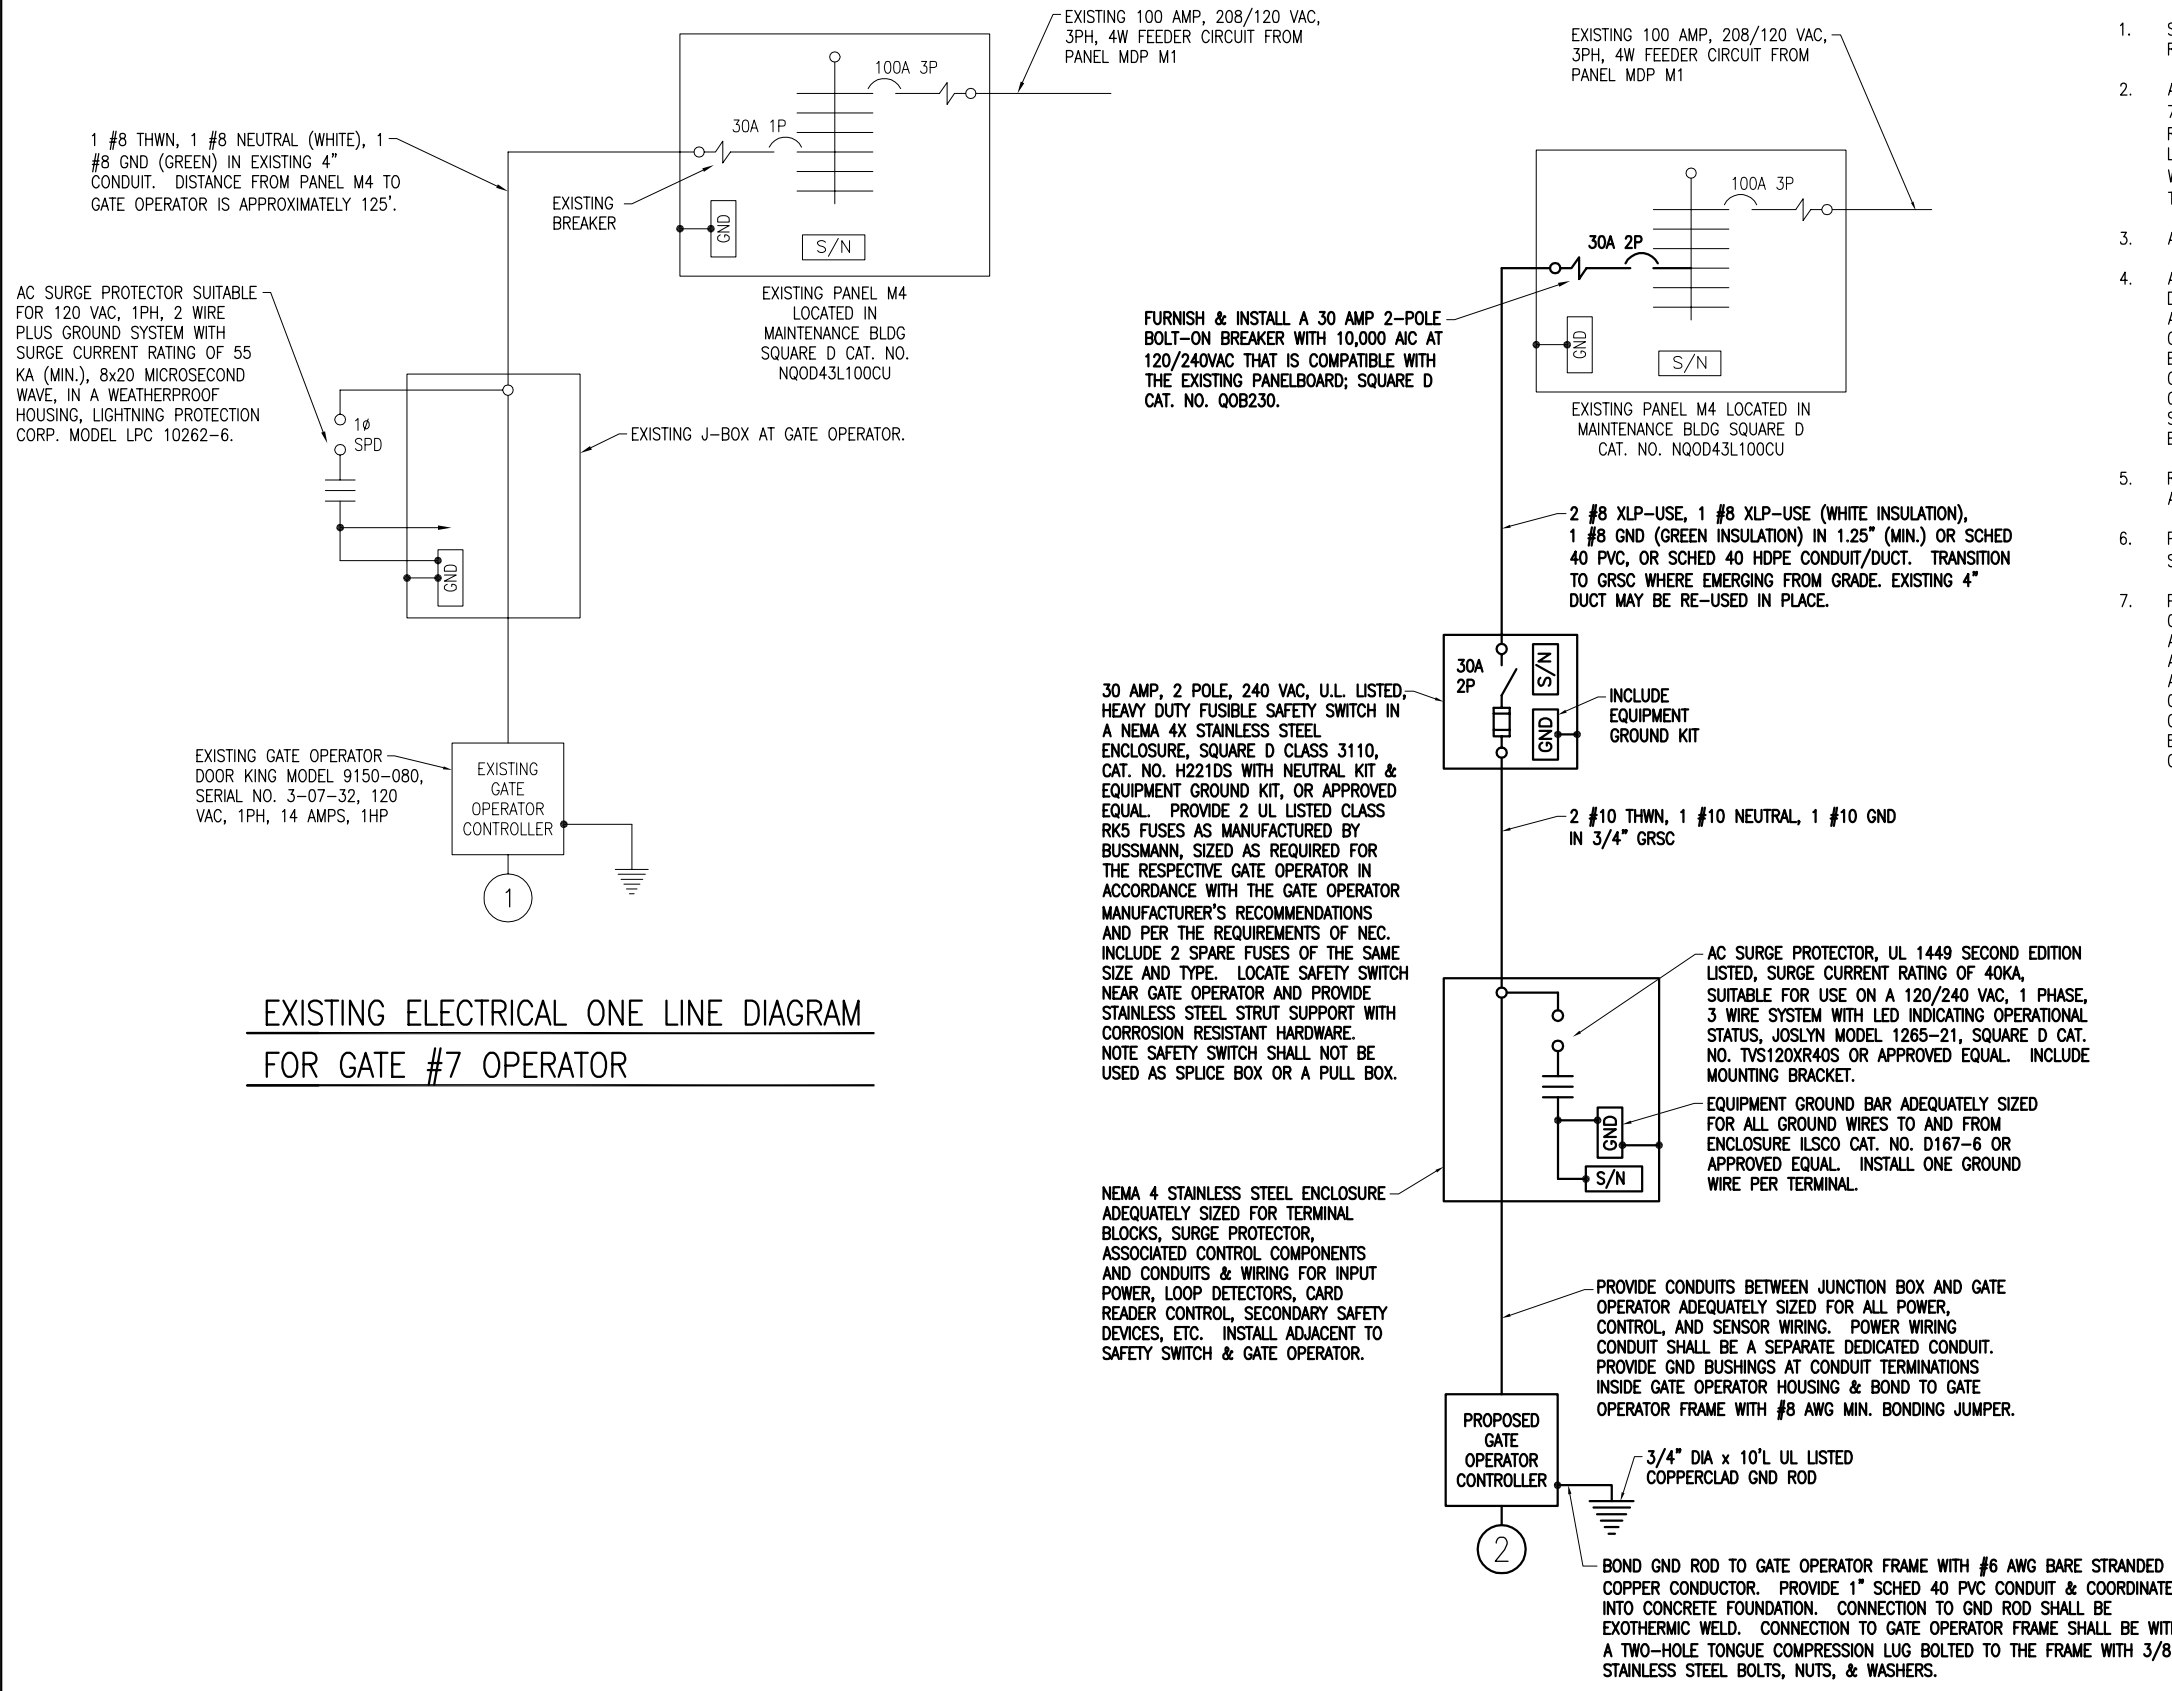 EXISTING 100 AMP, 208/120 VAC,
3PH, 4W FEEDER CIRCUIT FROM
PANEL MDP M1
100A 3P
30A 1P
1 #8 THWN, 1 #8 NEUTRAL (WHITE), 1
#8 GND (GREEN) IN EXISTING 4"
CONDUIT. DISTANCE FROM PANEL M4 TO
GATE OPERATOR IS APPROXIMATELY 125'.
EXISTING
BREAKER
GND
S/N
EXISTING PANEL M4
LOCATED IN
MAINTENANCE BLDG
SQUARE D CAT. NO.
NQOD43L100CU
AC SURGE PROTECTOR SUITABLE
FOR 120 VAC, 1PH, 2 WIRE
PLUS GROUND SYSTEM WITH
SURGE CURRENT RATING OF 55
KA (MIN.), 8x20 MICROSECOND
WAVE, IN A WEATHERPROOF
HOUSING, LIGHTNING PROTECTION
CORP. MODEL LPC 10262-6.
1ø
SPD
EXISTING J-BOX AT GATE OPERATOR.
GND
EXISTING GATE OPERATOR
DOOR KING MODEL 9150-080,
SERIAL NO. 3-07-32, 120
VAC, 1PH, 14 AMPS, 1HP
EXISTING
GATE
OPERATOR
CONTROLLER
1
EXISTING ELECTRICAL ONE LINE DIAGRAM
FOR GATE #7 OPERATOR
EXISTING 100 AMP, 208/120 VAC,
3PH, 4W FEEDER CIRCUIT FROM
PANEL MDP M1
100A 3P
30A 2P
GND
S/N
FURNISH & INSTALL A 30 AMP 2-POLE
BOLT-ON BREAKER WITH 10,000 AIC AT
120/240VAC THAT IS COMPATIBLE WITH
THE EXISTING PANELBOARD; SQUARE D
CAT. NO. QOB230.
EXISTING PANEL M4 LOCATED IN
MAINTENANCE BLDG SQUARE D
CAT. NO. NQOD43L100CU
2 #8 XLP-USE, 1 #8 XLP-USE (WHITE INSULATION),
1 #8 GND (GREEN INSULATION) IN 1.25" (MIN.) OR SCHED
40 PVC, OR SCHED 40 HDPE CONDUIT/DUCT. TRANSITION
TO GRSC WHERE EMERGING FROM GRADE. EXISTING 4"
DUCT MAY BE RE-USED IN PLACE.
30A
2P
S/N
GND
INCLUDE
EQUIPMENT
GROUND KIT
30 AMP, 2 POLE, 240 VAC, U.L. LISTED,
HEAVY DUTY FUSIBLE SAFETY SWITCH IN
A NEMA 4X STAINLESS STEEL
ENCLOSURE, SQUARE D CLASS 3110,
CAT. NO. H221DS WITH NEUTRAL KIT &
EQUIPMENT GROUND KIT, OR APPROVED
EQUAL. PROVIDE 2 UL LISTED CLASS
RK5 FUSES AS MANUFACTURED BY
BUSSMANN, SIZED AS REQUIRED FOR
THE RESPECTIVE GATE OPERATOR IN
ACCORDANCE WITH THE GATE OPERATOR
MANUFACTURER'S RECOMMENDATIONS
AND PER THE REQUIREMENTS OF NEC.
INCLUDE 2 SPARE FUSES OF THE SAME
SIZE AND TYPE. LOCATE SAFETY SWITCH
NEAR GATE OPERATOR AND PROVIDE
STAINLESS STEEL STRUT SUPPORT WITH
CORROSION RESISTANT HARDWARE.
NOTE SAFETY SWITCH SHALL NOT BE
USED AS SPLICE BOX OR A PULL BOX.
2 #10 THWN, 1 #10 NEUTRAL, 1 #10 GND
IN 3/4" GRSC
AC SURGE PROTECTOR, UL 1449 SECOND EDITION
LISTED, SURGE CURRENT RATING OF 40KA,
SUITABLE FOR USE ON A 120/240 VAC, 1 PHASE,
3 WIRE SYSTEM WITH LED INDICATING OPERATIONAL
STATUS, JOSLYN MODEL 1265-21, SQUARE D CAT.
NO. TVS120XR40S OR APPROVED EQUAL. INCLUDE
MOUNTING BRACKET.
EQUIPMENT GROUND BAR ADEQUATELY SIZED
FOR ALL GROUND WIRES TO AND FROM
ENCLOSURE ILSCO CAT. NO. D167-6 OR
APPROVED EQUAL. INSTALL ONE GROUND
WIRE PER TERMINAL.
GND
S/N
NEMA 4 STAINLESS STEEL ENCLOSURE
ADEQUATELY SIZED FOR TERMINAL
BLOCKS, SURGE PROTECTOR,
ASSOCIATED CONTROL COMPONENTS
AND CONDUITS & WIRING FOR INPUT
POWER, LOOP DETECTORS, CARD
READER CONTROL, SECONDARY SAFETY
DEVICES, ETC. INSTALL ADJACENT TO
SAFETY SWITCH & GATE OPERATOR.
PROVIDE CONDUITS BETWEEN JUNCTION BOX AND GATE
OPERATOR ADEQUATELY SIZED FOR ALL POWER,
CONTROL, AND SENSOR WIRING. POWER WIRING
CONDUIT SHALL BE A SEPARATE DEDICATED CONDUIT.
PROVIDE GND BUSHINGS AT CONDUIT TERMINATIONS
INSIDE GATE OPERATOR HOUSING & BOND TO GATE
OPERATOR FRAME WITH #8 AWG MIN. BONDING JUMPER.
PROPOSED
GATE
OPERATOR
CONTROLLER
2
3/4" DIA x 10'L UL LISTED
COPPERCLAD GND ROD
BOND GND ROD TO GATE OPERATOR FRAME WITH #6 AWG BARE STRANDED
COPPER CONDUCTOR. PROVIDE 1" SCHED 40 PVC CONDUIT & COORDINATE
INTO CONCRETE FOUNDATION. CONNECTION TO GND ROD SHALL BE
EXOTHERMIC WELD. CONNECTION TO GATE OPERATOR FRAME SHALL BE
A TWO-HOLE TONGUE COMPRESSION LUG BOLTED TO THE FRAME WITH 3/8
STAINLESS STEEL BOLTS, NUTS, & WASHERS.
1.
2.
3.
4.
5.
6.
7.